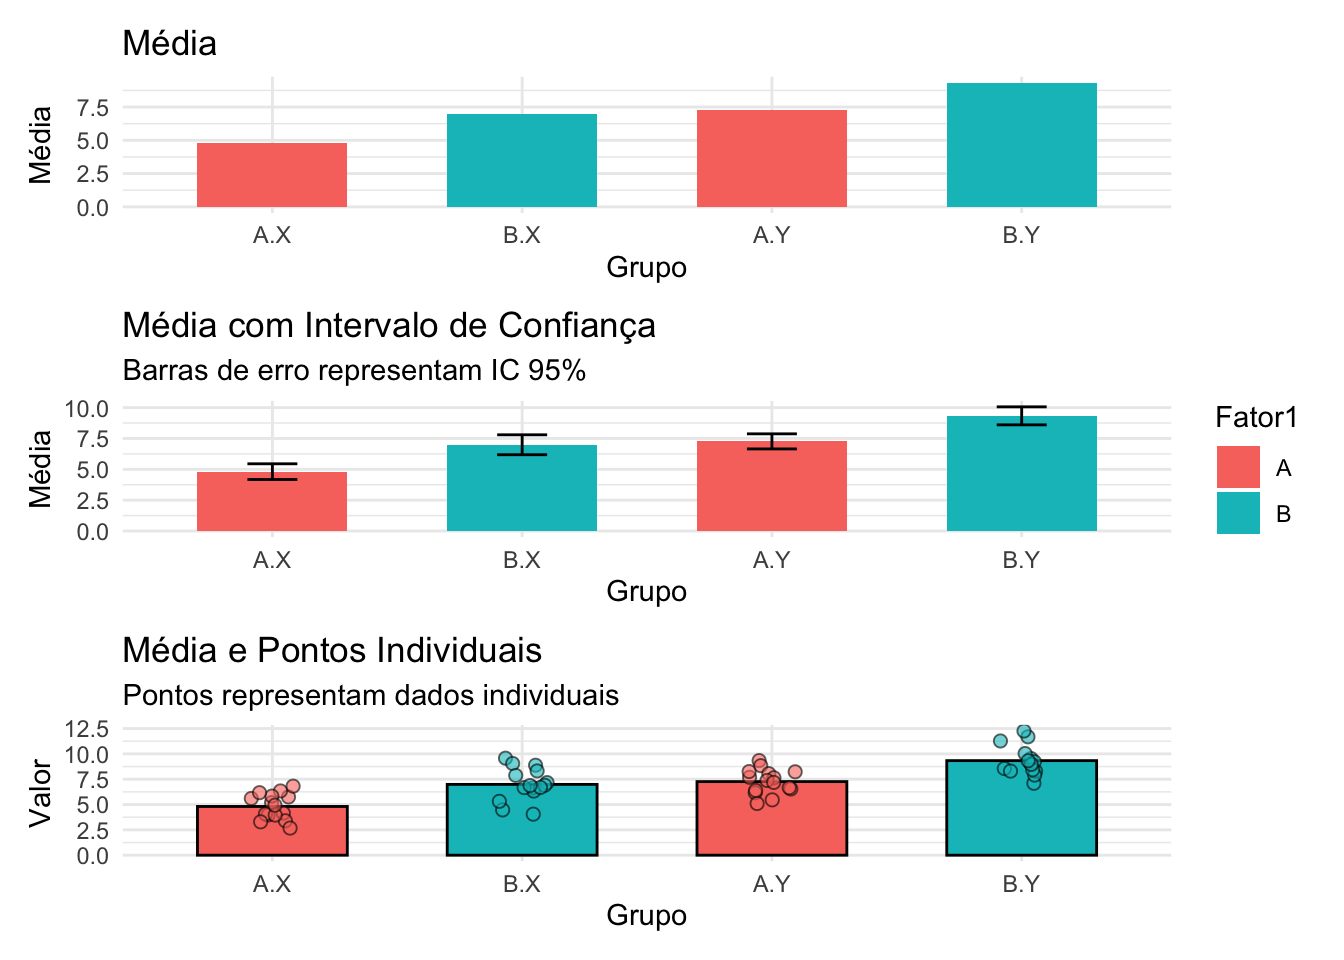 Média
Média
7.5
5.0
2.5
0.0
A.X B.X A.Y B.Y
Grupo
Média com Intervalo de Confiança
Barras de erro representam IC 95%
Média
10.0
7.5
5.0
2.5
0.0
A.X B.X A.Y B.Y
Grupo
Fator1
A
B
Média e Pontos Individuais
Pontos representam dados individuais
Valor
12.5
10.0
7.5
5.0
2.5
0.0
A.X B.X A.Y B.Y
Grupo